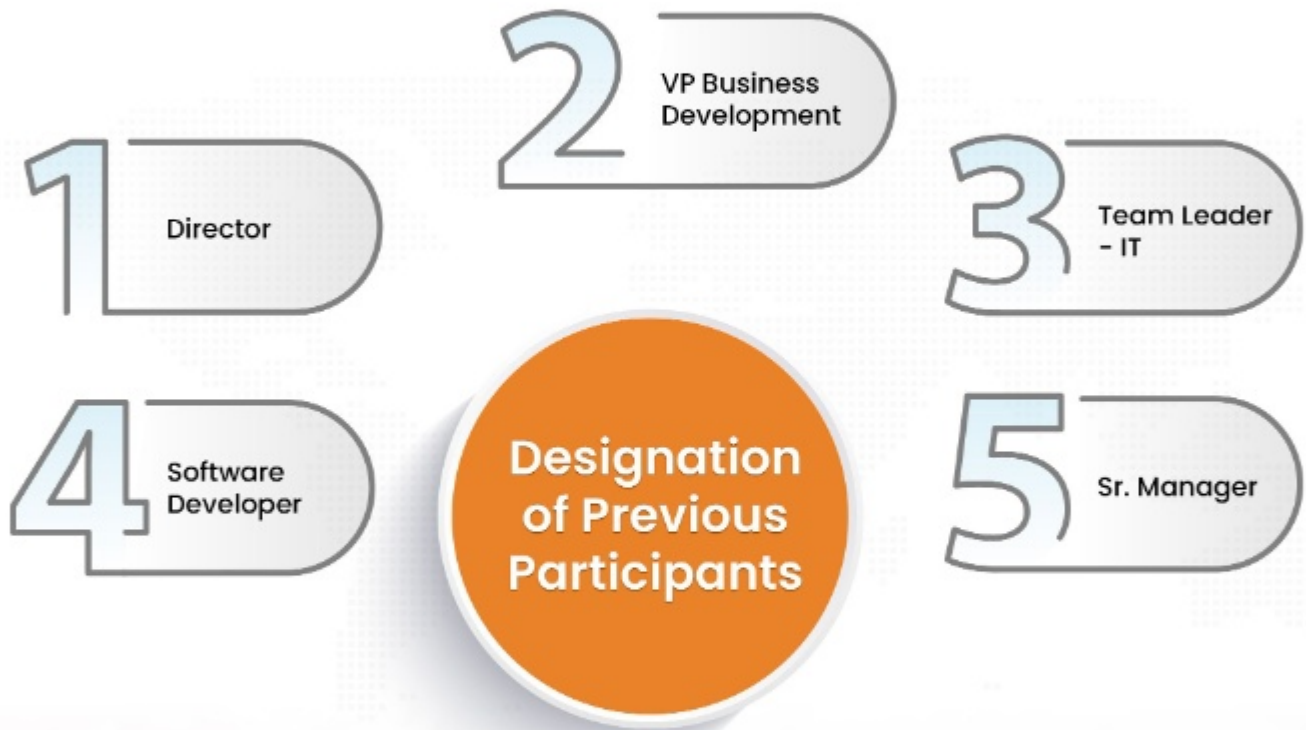 1
Director
2
VP Business
Development
3
Team Leader
- IT
4
Software
Developer
5
Sr. Manager
Designation
of Previous
Participants